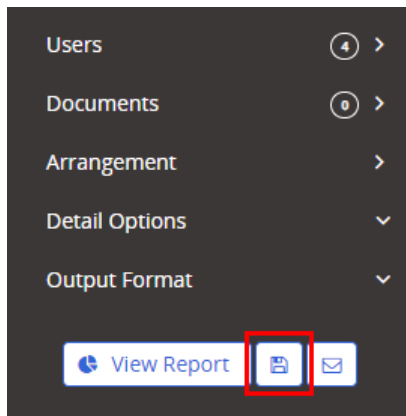 Users 4
Documents 0
Arrangement
Detail Options
Output Format
View Report